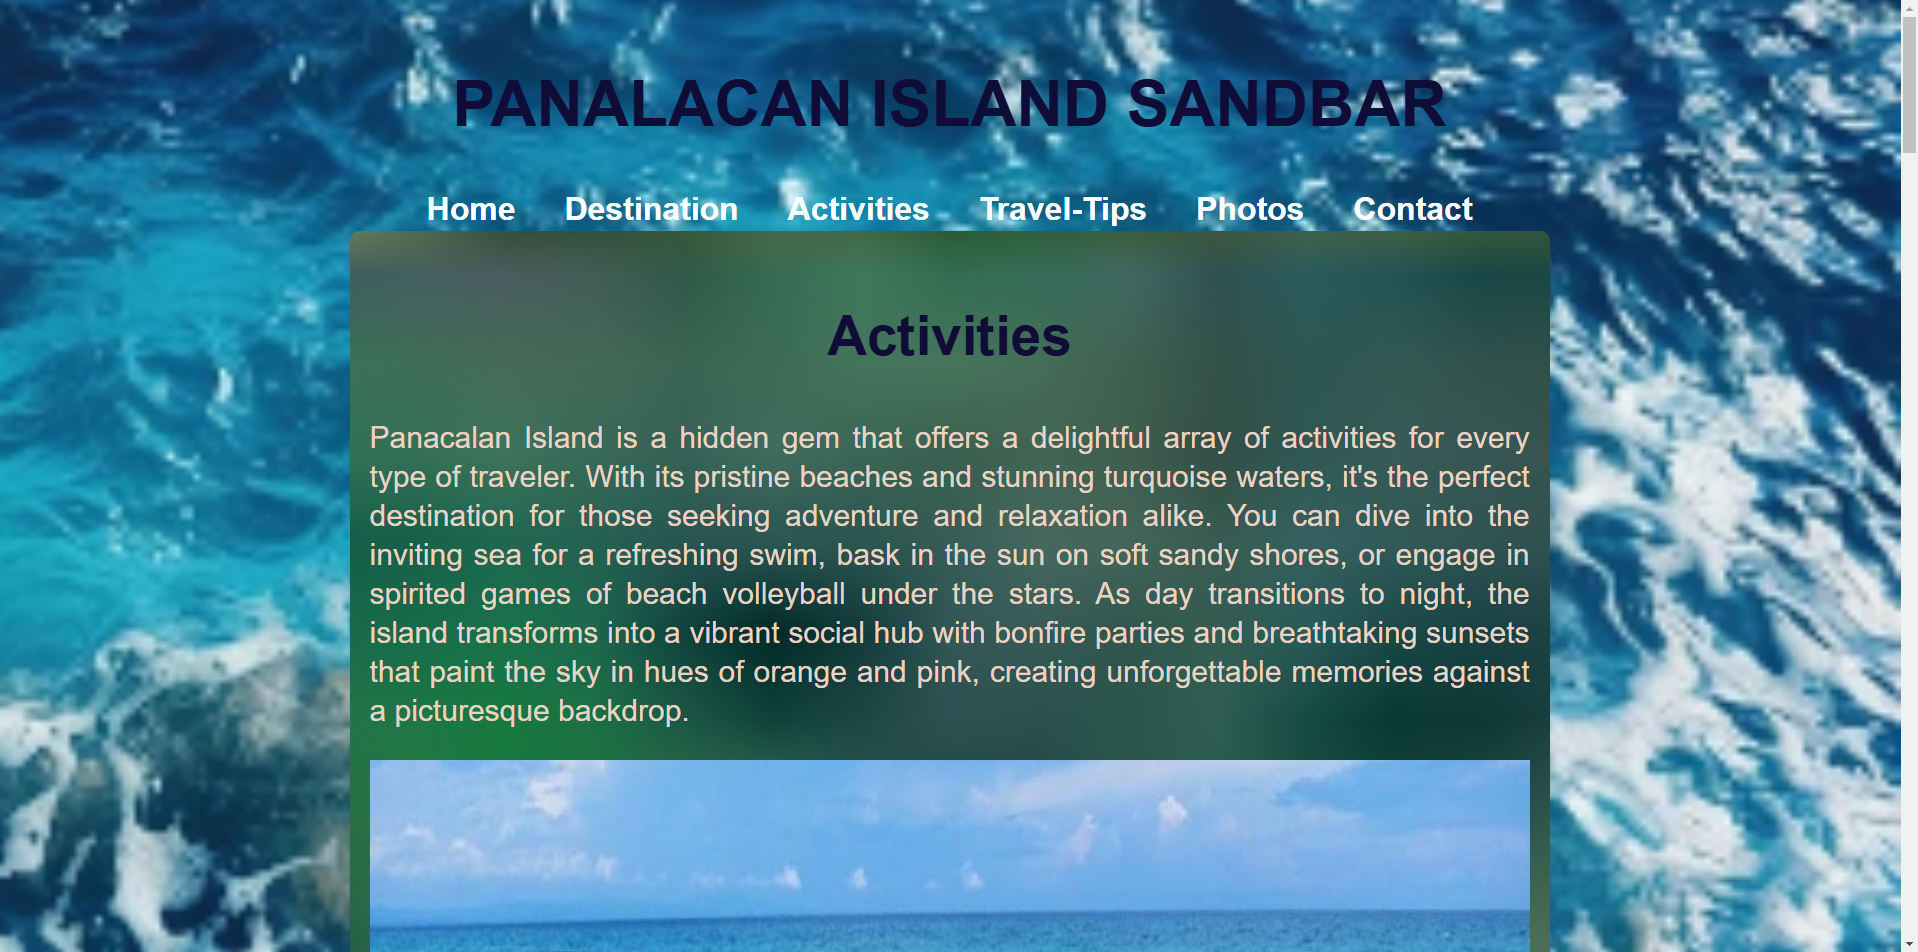 PANALACAN ISLAND SANDBAR
Home Destination Activities Travel-Tips Photos Contact
Activities
Panacalan Island is a hidden gem that offers a delightful array of activities for every
type of traveler. With its pristine beaches and stunning turquoise waters, it's the perfect
destination for those seeking adventure and relaxation alike. You can dive into the
inviting sea for a refreshing swim, bask in the sun on soft sandy shores, or engage in
spirited games of beach volleyball under the stars. As day transitions to night, the
island transforms into a vibrant social hub with bonfire parties and breathtaking sunsets
that paint the sky in hues of orange and pink, creating unforgettable memories against
a picturesque backdrop.